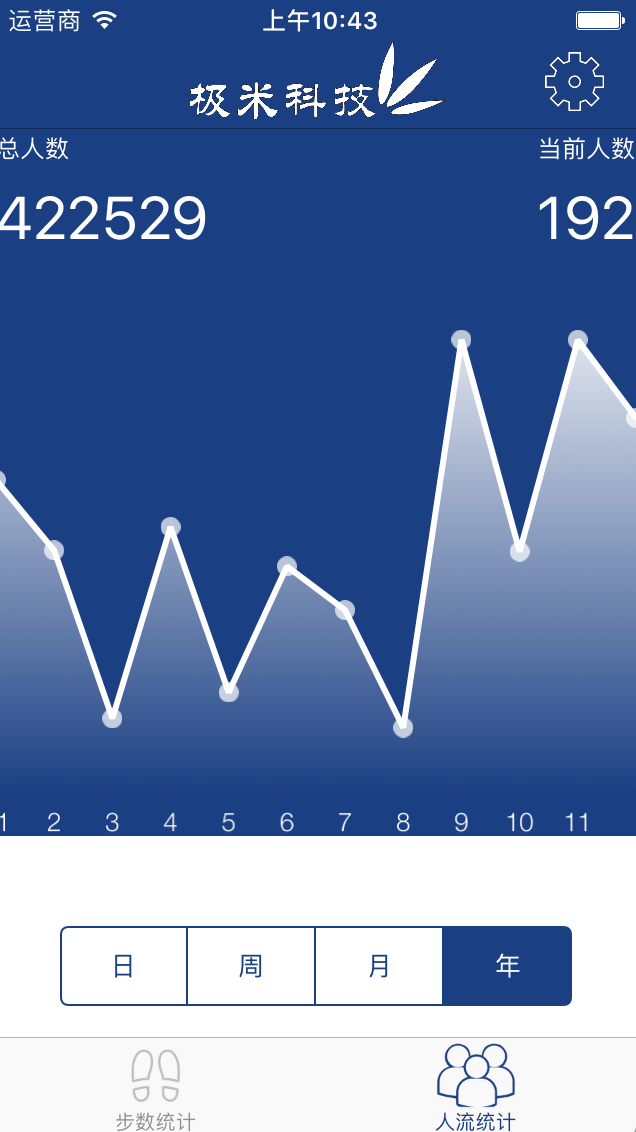 运营商 上午10:43
极米科技
总人数 当前人数
422529 192
1 2 3 4 5 6 7 8 9 10 11
日 周 月 年
步数统计 人流统计